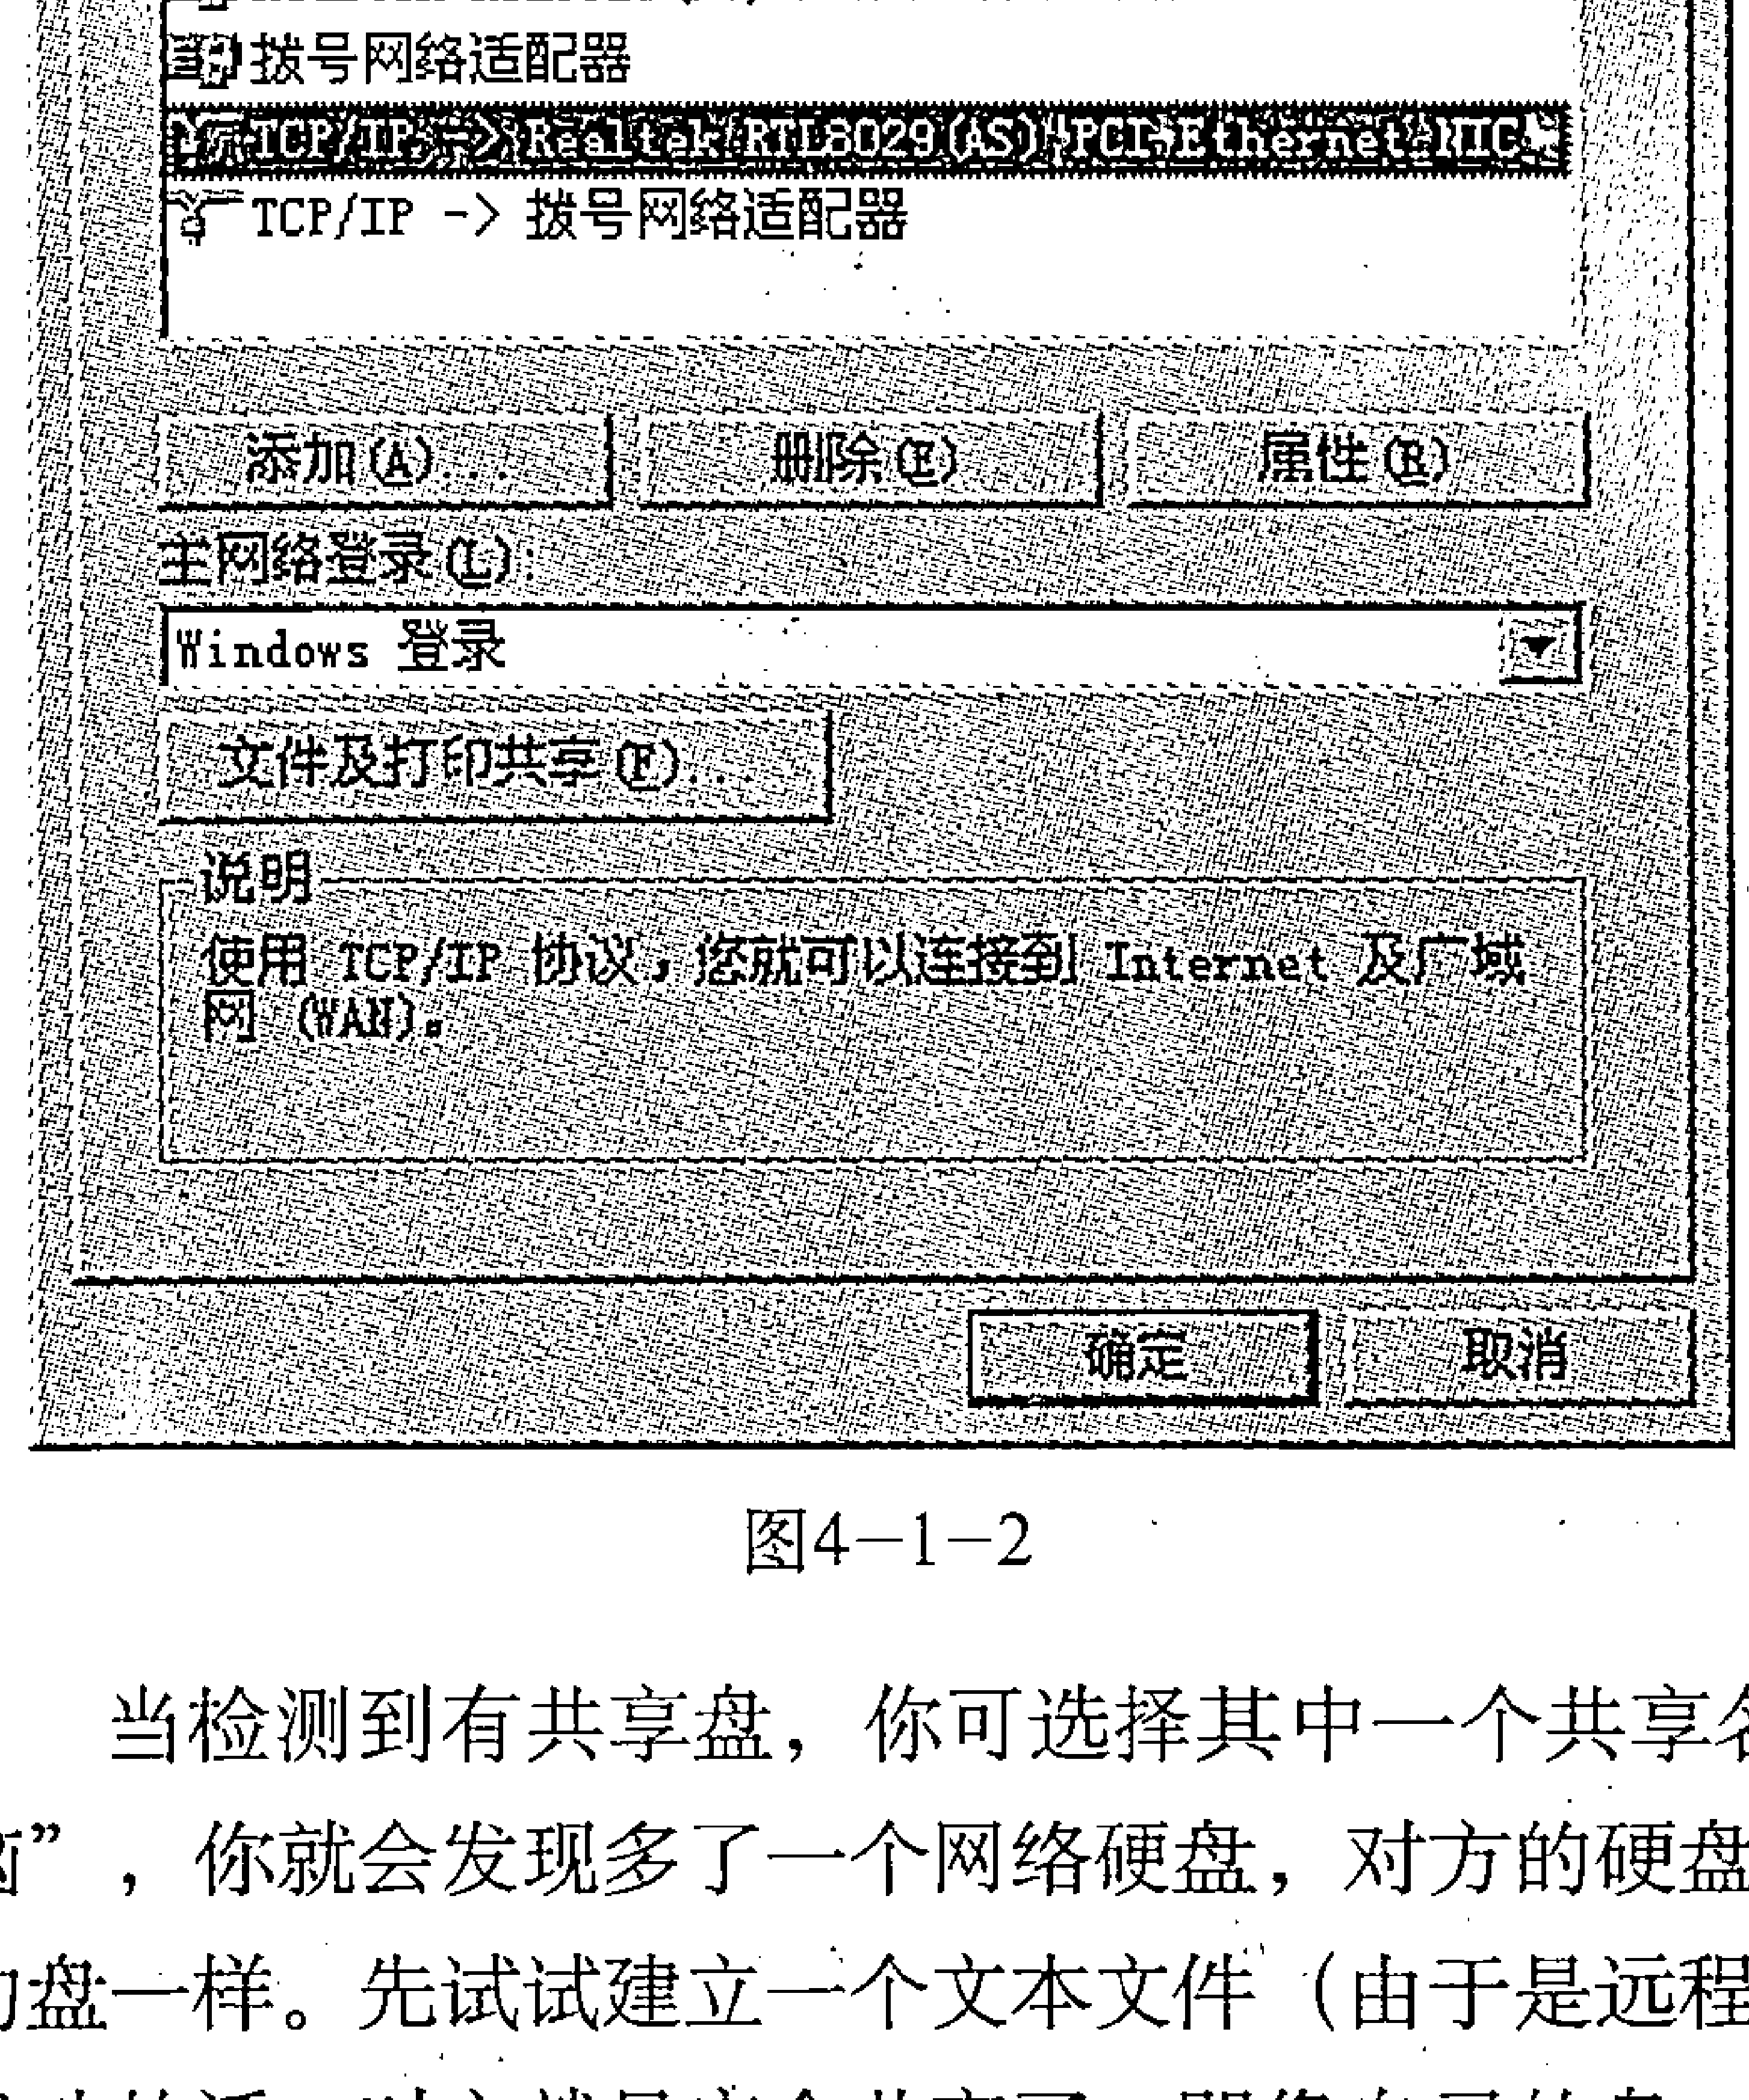 拨号网络适配器
TCP/IP -> Realtek RTL8029(AS) PCI Ethernet NIC
TCP/IP -> 拨号网络适配器
添加(A)... 删除(E) 属性(R)
主网络登录(L):
Windows 登录
文件及打印共享(F)...
说明
使用 TCP/IP 协议，您就可以连接到 Internet 及广域
网 (WAN)。
确定 取消
图4-1-2
当检测到有共享盘，你可选择其中一个共享名
”，你就会发现多了一个网络硬盘，对方的硬盘
盘一样。先试试建立一个文本文件（由于是远程